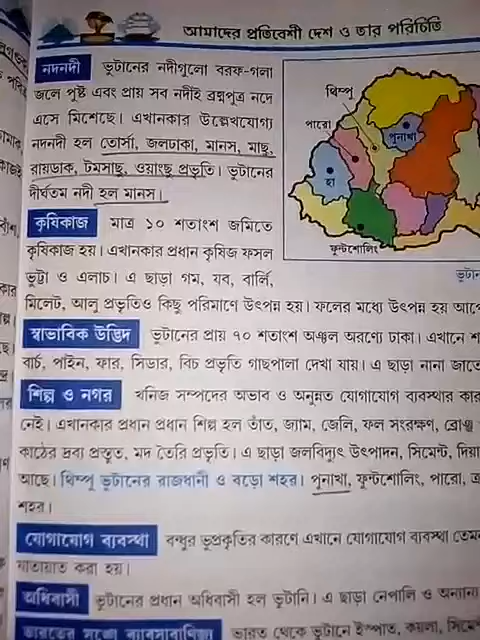 আমাদের প্রতিবেশী দেশ ও তার পরিচিতি
নদনদী ভুটানের নদীগুলো বরফ-গলা
জলে পুষ্ট এবং প্রায় সব নদীই ব্রহ্মপুত্র নদে
এসে মিশেছে। এখানকার উল্লেখযোগ্য
নদনদী হল তোর্সা, জলঢাকা, মানস, মাছু,
রায়ডাক, টমসাছু, ওয়াংছু প্রভৃতি। ভুটানের
দীর্ঘতম নদী হল মানস।
থিম্পু
পারো
পুনাখা
হা
ফুন্টশোলিং
কৃষিকাজ মাত্র ১০ শতাংশ জমিতে
কৃষিকাজ হয়। এখানকার প্রধান কৃষিজ ফসল
ভুট্টা ও এলাচ। এ ছাড়া গম, যব, বার্লি,
মিলেট, আলু প্রভৃতিও কিছু পরিমাণে উৎপন্ন হয়। ফলের মধ্যে উৎপন্ন হয়
স্বাভাবিক উদ্ভিদ ভুটানের প্রায় ৭০ শতাংশ অঞ্চল অরণ্যে ঢাকা। এখানে
বার্চ, পাইন, ফার, সিডার, বিচ প্রভৃতি গাছপালা দেখা যায়। এ ছাড়া নানা
শিল্প ও নগর খনিজ সম্পদের অভাব ও অনুন্নত যোগাযোগ ব্যবস্থার
নেই। এখানকার প্রধান প্রধান শিল্প হল তাঁত, জ্যাম, জেলি, ফল সংরক্ষণ,
কাঠের দ্রব্য প্রস্তুত, মদ তৈরি প্রভৃতি। এ ছাড়া জলবিদ্যুৎ উৎপাদন, সিমেন্ট,
আছে। থিম্পু ভুটানের রাজধানী ও বড়ো শহর। পুনাখা, ফুন্টশোলিং, পারো,
শহর।
যোগাযোগ ব্যবস্থা বন্ধুর ভূপ্রকৃতির কারণে এখানে যোগাযোগ ব্যবস্থা
যাতায়াত করা হয়।
অধিবাসী ভুটানের প্রধান অধিবাসী হল ভুটানি। এ ছাড়া নেপালি ও
ভারত থেকে ভুটানে ইস্পাত, কয়লা,